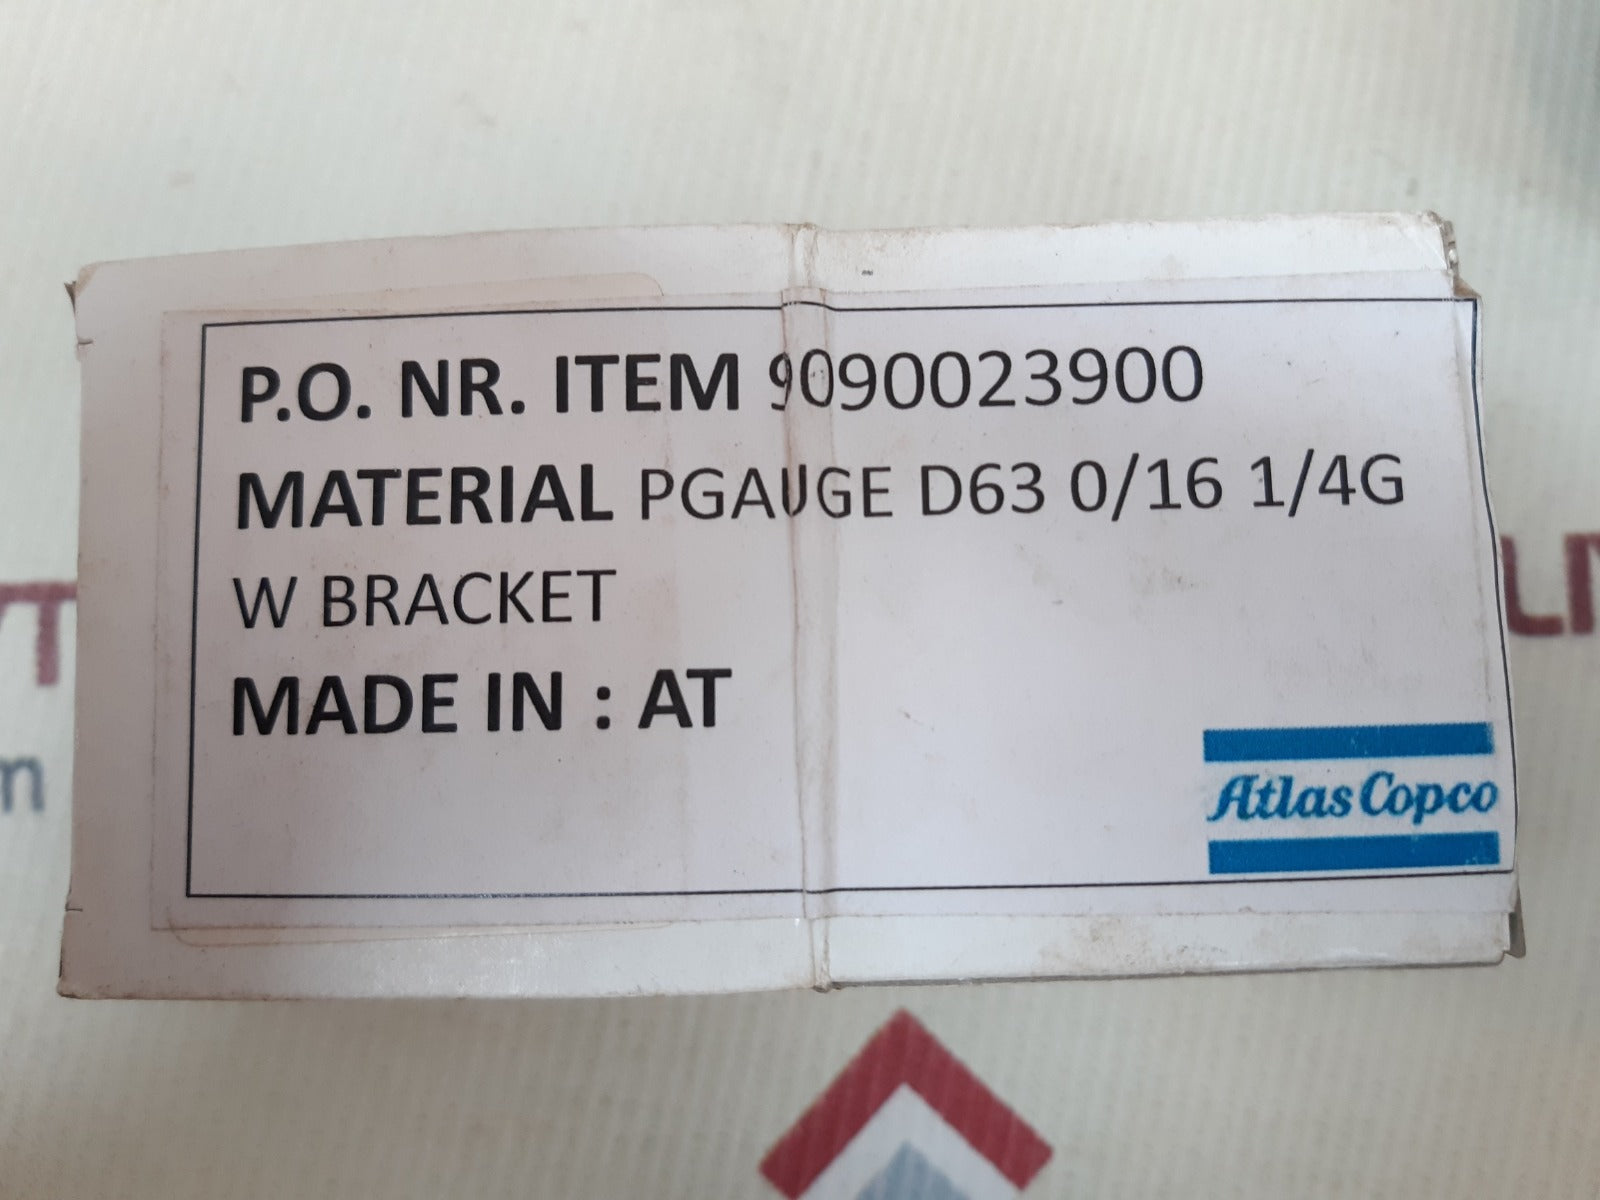 P.O. NR. ITEM 9090023900
MATERIAL PGAUGE D63 0/16 1/4G
W BRACKET
MADE IN : AT
Atlas Copco